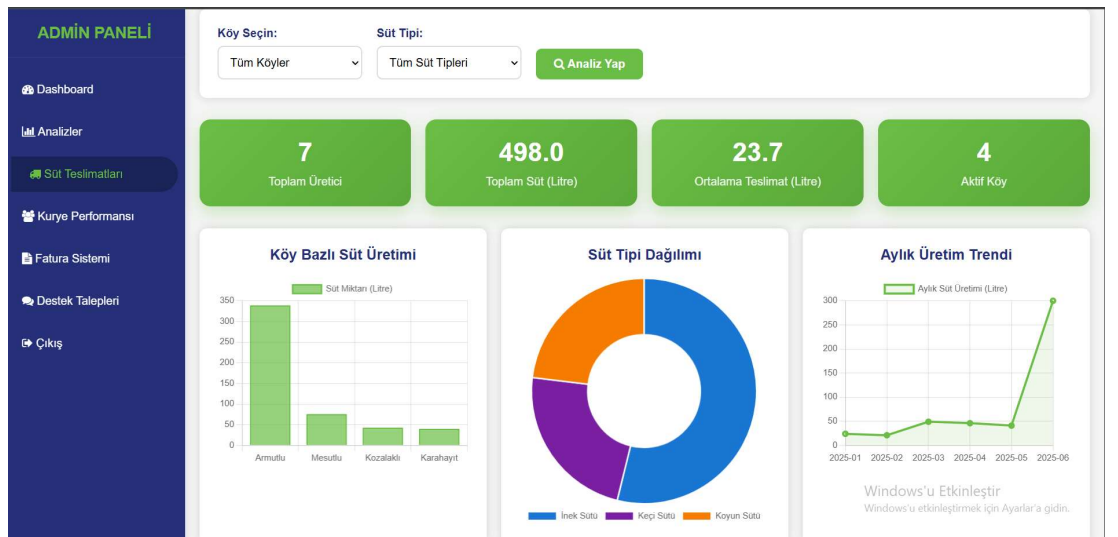 ADMİN PANELİ
Dashboard
Analizler
Süt Teslimatları
Kurye Performansı
Fatura Sistemi
Destek Talepleri
Çıkış
Köy Seçin:
Tüm Köyler
Süt Tipi:
Tüm Süt Tipleri
Analiz Yap
7
Toplam Üretici
498.0
Toplam Süt (Litre)
23.7
Ortalama Teslimat (Litre)
4
Aktif Köy
Köy Bazlı Süt Üretimi
Süt Miktarı (Litre)
350
300
250
200
150
100
50
0
Armutlu Mesutlu Kozalaklı Karahayıt
Süt Tipi Dağılımı
İnek Sütü Keçi Sütü Koyun Sütü
Aylık Üretim Trendi
Aylık Süt Üretimi (Litre)
300
250
200
150
100
50
0
2025-01 2025-02 2025-03 2025-04 2025-05 2025-06
Windows'u Etkinleştir
Windows'u etkinleştirmek için Ayarlar'a gidin.